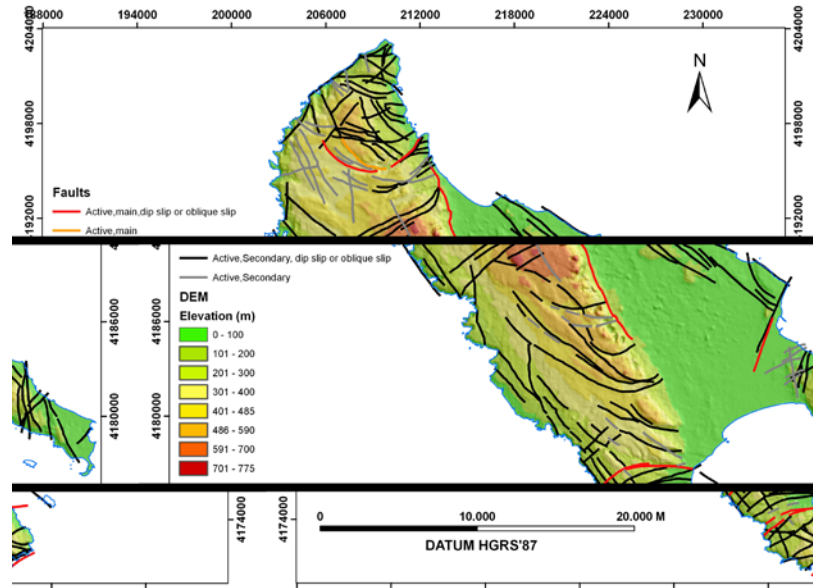 188000 194000 200000 206000 212000 218000 224000 230000
4204000 4204000
N
4198000 4198000
Faults
Active,main,dip slip or oblique slip
192000 192000
Active,main
Active,Secondary, dip slip or oblique slip
Active,Secondary
DEM
Elevation (m)
4186000 4186000
0 - 100
101 - 200
201 - 300
301 - 400
401 - 485
4180000 4180000
486 - 590
591 - 700
701 - 775
4174000 4174000
0 10.000 20.000 M
DATUM HGRS'87